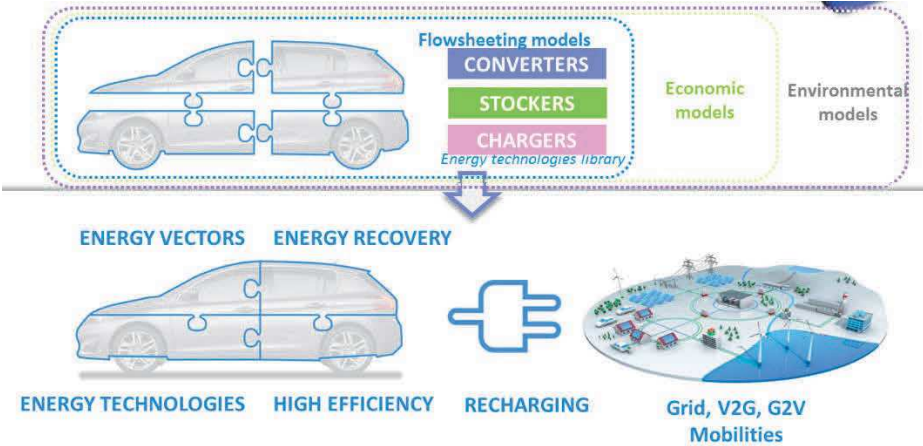 Flowsheeting models
CONVERTERS
STOCKERS
CHARGERS
Energy technologies library
Economic
models
Environmental
models
ENERGY VECTORS
ENERGY RECOVERY
ENERGY TECHNOLOGIES
HIGH EFFICIENCY
RECHARGING
Grid, V2G, G2V
Mobilities